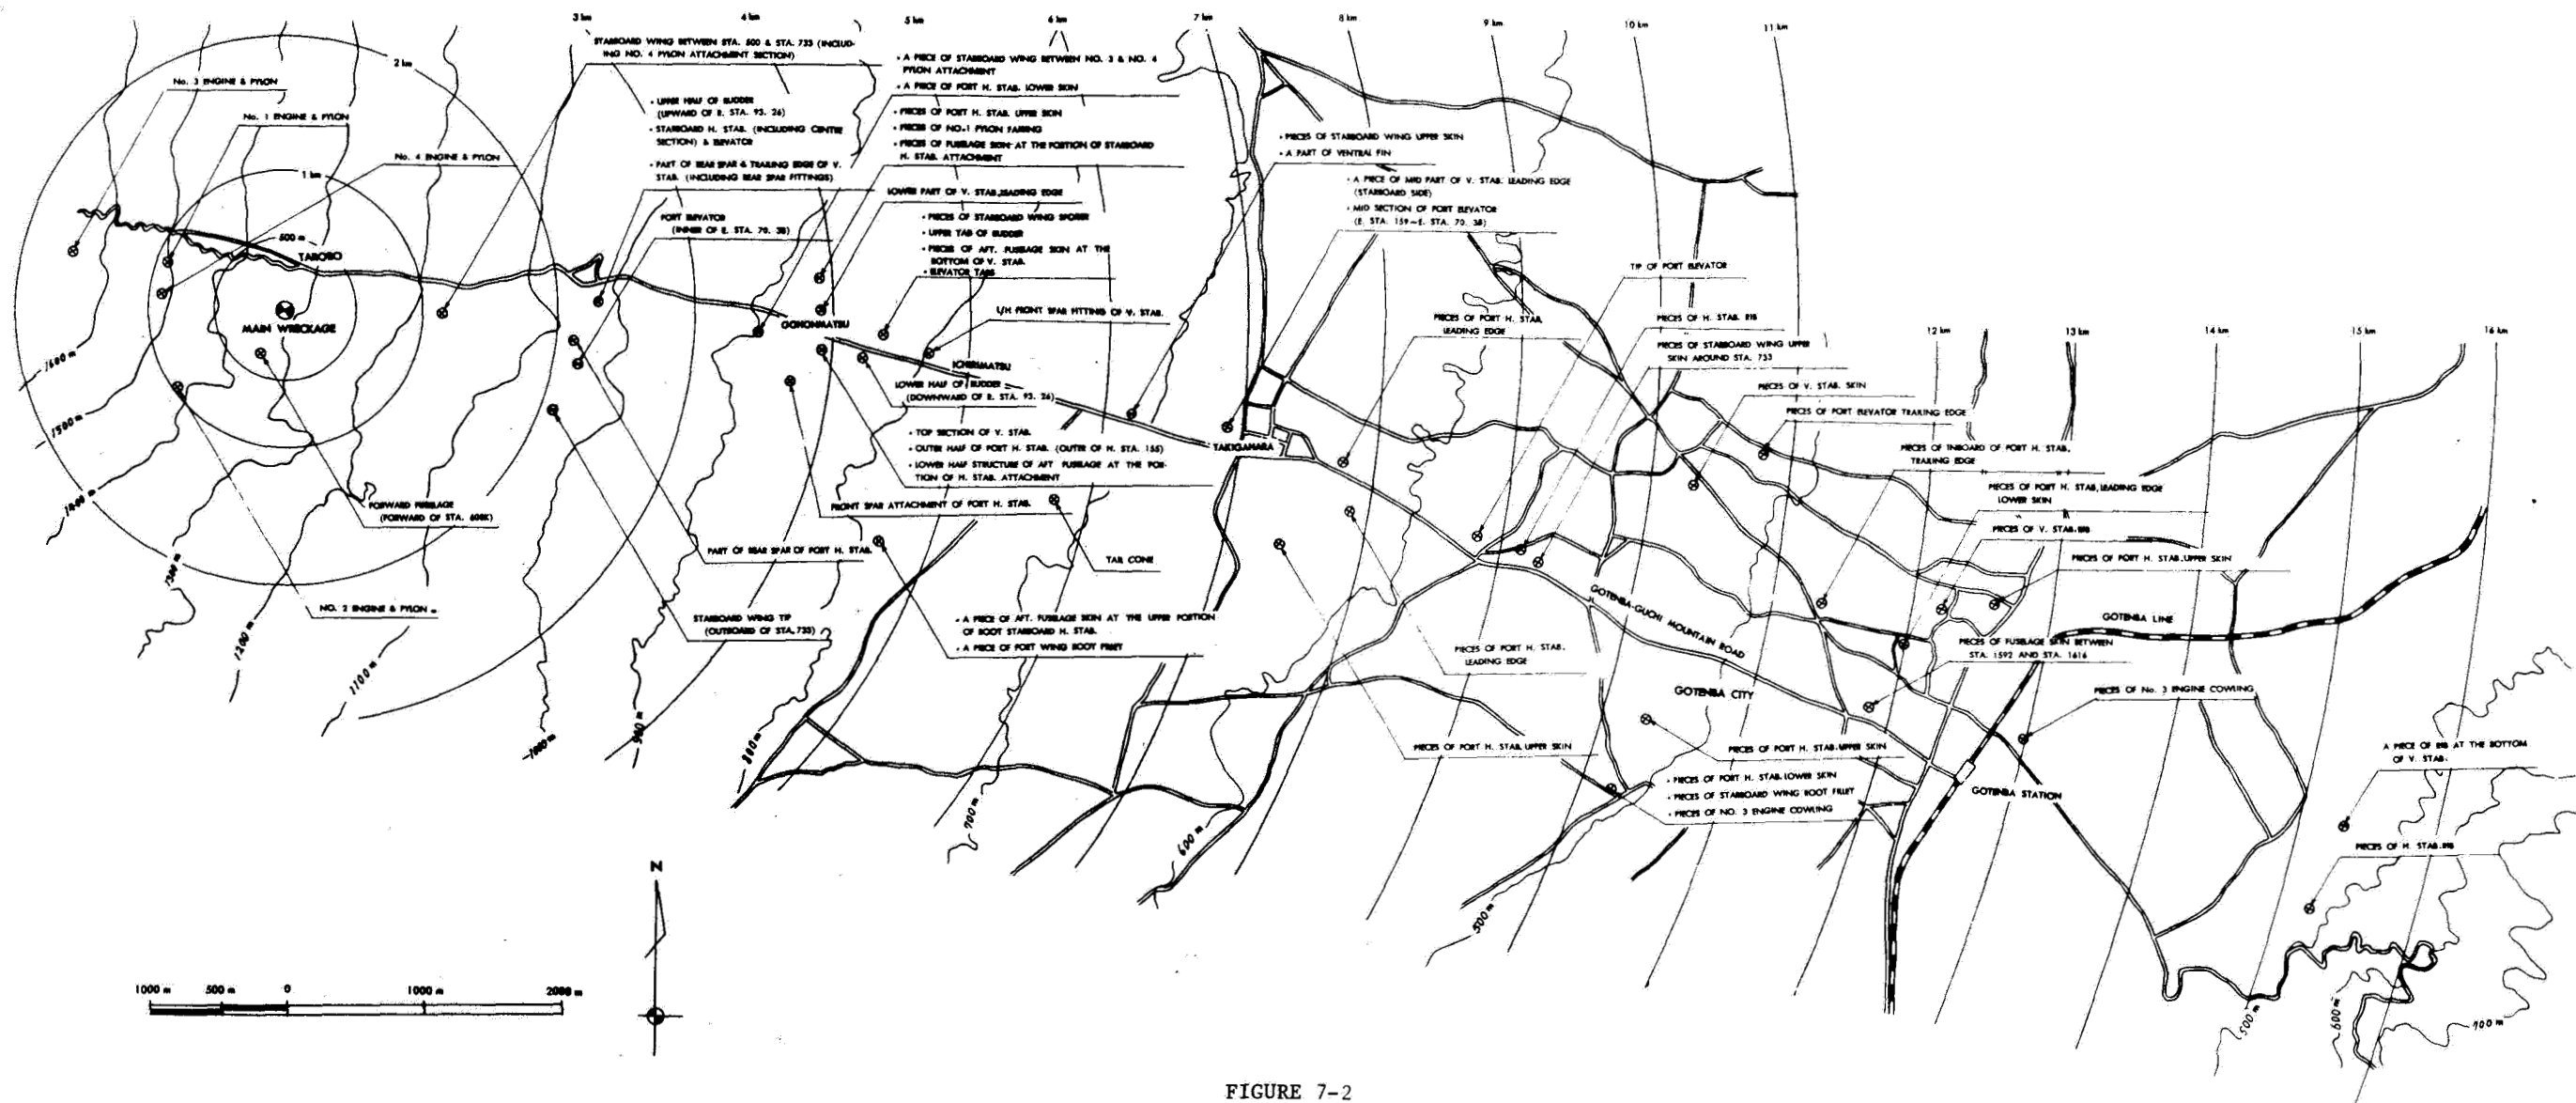 3 km
4 km
5 km
6 km
7 km
8 km
9 km
10 km
11 km
2 km
1 km
500 m
No. 3 ENGINE & PYLON
No. 1 ENGINE & PYLON
No. 4 ENGINE & PYLON
TAROBO
MAIN WRECKAGE
STARBOARD WING BETWEEN STA. 500 & STA. 733 (INCLUD-
ING NO. 4 PYLON ATTACHMENT SECTION)
• UPPER HALF OF RUDDER
(UPWARD OF R. STA. 93. 26)
• STARBOARD H. STAB. (INCLUDING CENTRE
SECTION) & ELEVATOR
• PART OF REAR SPAR & TRAILING EDGE OF V.
STAB. (INCLUDING REAR SPAR FITTINGS)
PORT ELEVATOR
(INNER OF E. STA. 70. 38)
• A PIECE OF STARBOARD WING BETWEEN NO. 3 & NO. 4
PYLON ATTACHMENT
• A PIECE OF PORT H. STAB. LOWER SKIN
• PIECES OF PORT H. STAB. UPPER SKIN
• PIECES OF NO.1 PYLON FAIRING
• PIECES OF FUSELAGE SKIN AT THE PORTION OF STARBOARD
H. STAB. ATTACHMENT
LOWER PART OF V. STAB. LEADING EDGE
• PIECES OF STARBOARD WING SPOILER
• UPPER TAB OF RUDDER
• PIECES OF AFT. FUSELAGE SKIN AT THE
BOTTOM OF V. STAB.
• ELEVATOR TABS
L/H FRONT SPAR FITTING OF V. STAB.
ICHIRIMATSU
LOWER HALF OF RUDDER
(DOWNWARD OF R. STA. 93. 26)
• TOP SECTION OF V. STAB.
• OUTER HALF OF PORT H. STAB. (OUTER OF H. STA. 155)
• LOWER HALF STRUCTURE OF AFT FUSELAGE AT THE POR-
TION OF H. STAB. ATTACHMENT
FRONT SPAR ATTACHMENT OF PORT H. STAB.
TAIL CONE
PART OF REAR SPAR OF PORT H. STAB.
STARBOARD WING TIP
(OUTBOARD OF STA. 733)
• A PIECE OF AFT. FUSELAGE SKIN AT THE UPPER PORTION
OF ROOT STARBOARD H. STAB.
• A PIECE OF PORT WING ROOT FILLET
FORWARD FUSELAGE
(FORWARD OF STA. 600K)
NO. 2 ENGINE & PYLON
• PIECES OF STARBOARD WING UPPER SKIN
• A PART OF VENTRAL FIN
• A PIECE OF MID PART OF V. STAB. LEADING EDGE
(STARBOARD SIDE)
• MID SECTION OF PORT ELEVATOR
(E. STA. 159~E. STA. 70. 38)
TAKIGAHARA
PIECES OF PORT H. STAB.
LEADING EDGE
TIP OF PORT ELEVATOR
PIECES OF H. STAB. RIB
PIECES OF STARBOARD WING UPPER
SKIN AROUND STA. 733
PIECES OF V. STAB. SKIN
PIECES OF PORT ELEVATOR TRAILING EDGE
PIECES OF INBOARD OF PORT H. STAB.
TRAILING EDGE
PIECES OF PORT H. STAB. LEADING EDGE
LOWER SKIN
PIECES OF V. STAB. RIB
PIECES OF PORT H. STAB. UPPER SKIN
12 km
13 km
14 km
15 km
16 km
GOTENBA LINE
GOTENBA-GUCHI MOUNTAIN ROAD
GOTENBA CITY
PIECES OF FUSELAGE SKIN BETWEEN
STA. 1592 AND STA. 1616
PIECES OF No. 3 ENGINE COWLING
PIECES OF PORT H. STAB.
LEADING EDGE
PIECES OF PORT H. STAB. UPPER SKIN
PIECES OF PORT H. STAB. UPPER SKIN
• PIECES OF PORT H. STAB. LOWER SKIN
• PIECES OF STARBOARD WING ROOT FILLET
• PIECES OF NO. 3 ENGINE COWLING
GOTENBA STATION
A PIECE OF RIB AT THE BOTTOM
OF V. STAB.
PIECES OF H. STAB. RIB
1600 m
1500 m
1400 m
1300 m
1200 m
1100 m
1000 m
900 m
800 m
700 m
600 m
500 m
500 m
600 m
700 m
N
1000 m 500 m 0 1000 m 2000 m
FIGURE 7-2